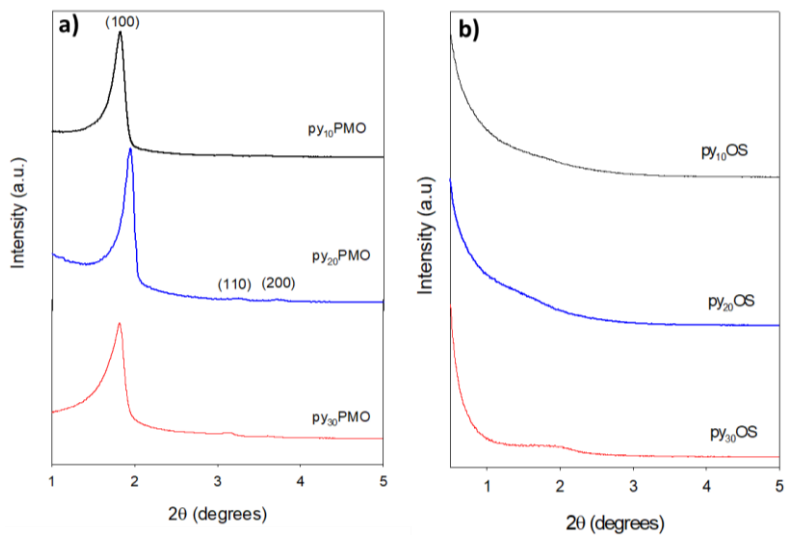 a)
(100)
py₁₀PMO
py₂₀PMO
(110)
(200)
py₃₀PMO
Intensity (a.u.)
1
2
3
4
5
2θ (degrees)
b)
py₁₀OS
py₂₀OS
py₃₀OS
Intensity (a.u)
1
2
3
4
5
2θ (degrees)